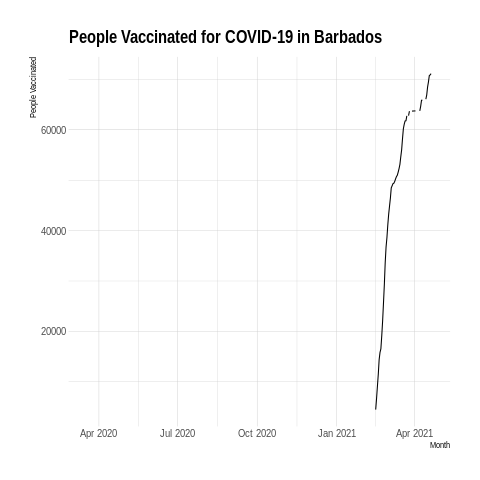 People Vaccinated for COVID-19 in Barbados
People Vaccinated
60000
40000
20000
Apr 2020 Jul 2020 Oct 2020 Jan 2021 Apr 2021
Month